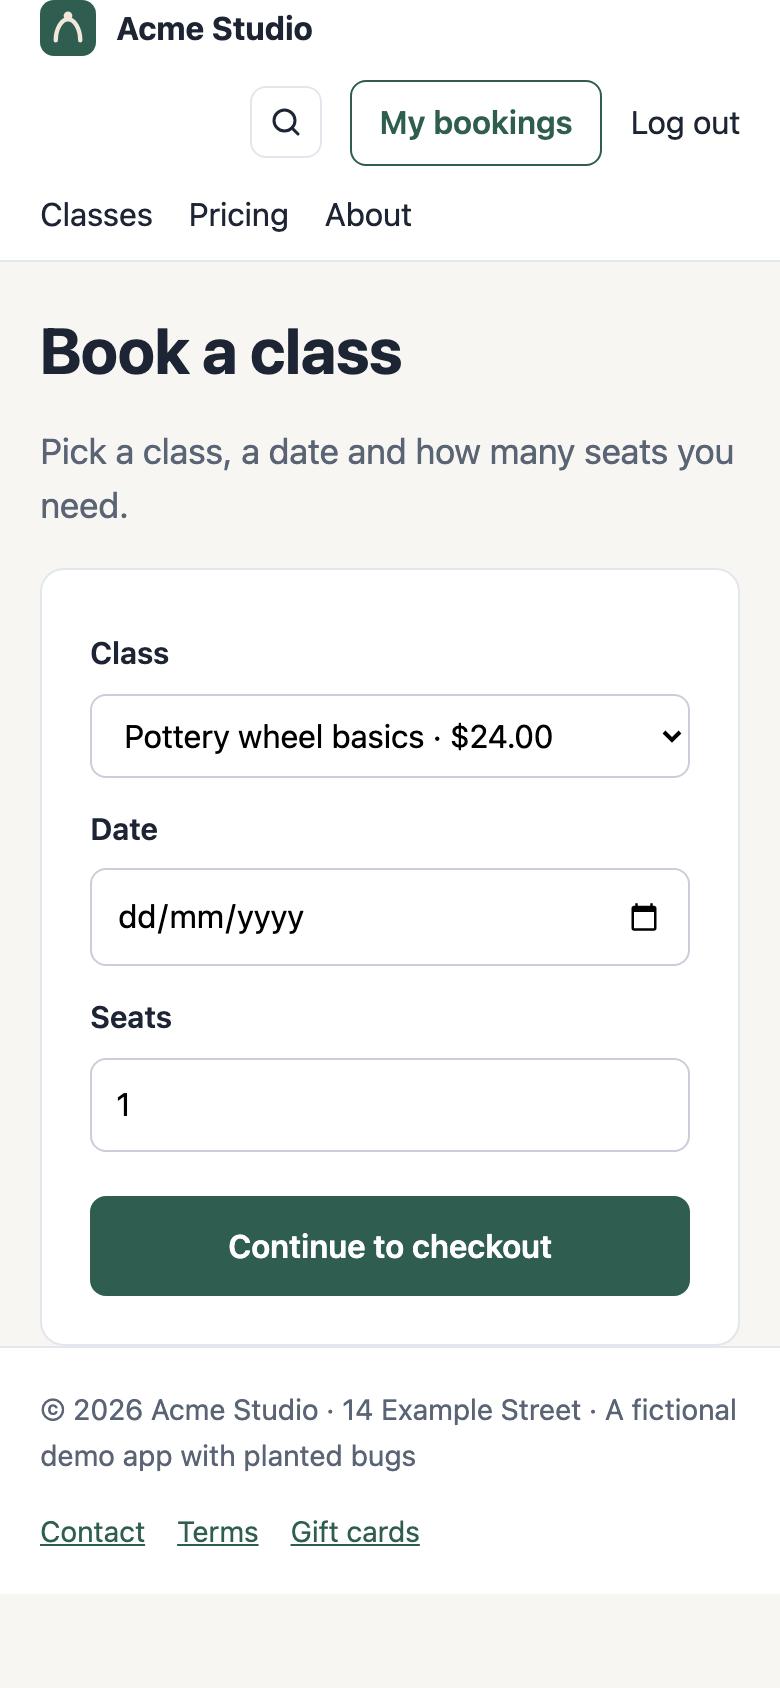 Acme Studio
My bookings Log out
Classes Pricing About
Book a class
Pick a class, a date and how many seats you
need.
Class
Pottery wheel basics · $24.00
Date
dd/mm/yyyy
Seats
1
Continue to checkout
© 2026 Acme Studio · 14 Example Street · A fictional
demo app with planted bugs
Contact Terms Gift cards